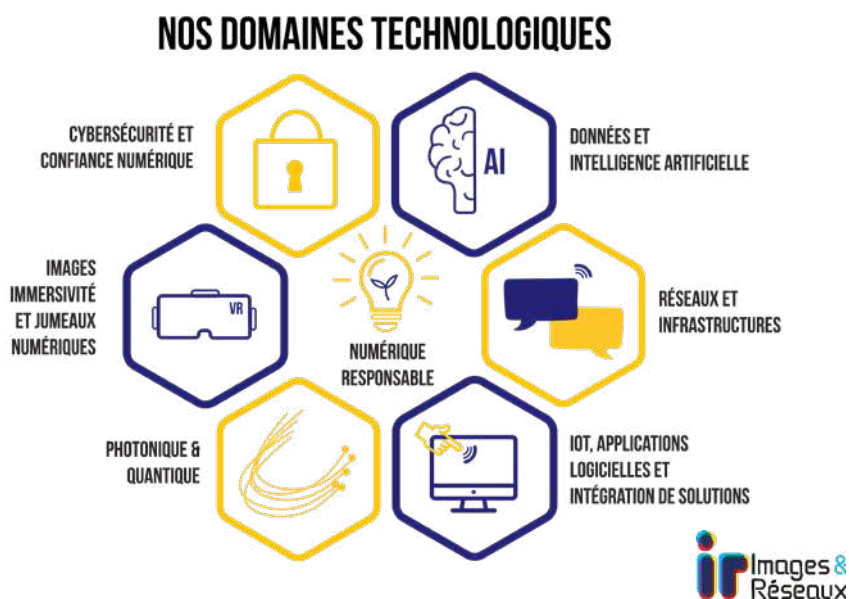 NOS DOMAINES TECHNOLOGIQUES
CYBERSÉCURITÉ ET
CONFIANCE NUMÉRIQUE
AI
DONNÉES ET
INTELLIGENCE ARTIFICIELLE
IMAGES
IMMERSIVITÉ
ET JUMEAUX
NUMÉRIQUES
VR
NUMÉRIQUE
RESPONSABLE
RÉSEAUX ET
INFRASTRUCTURES
PHOTONIQUE &
QUANTIQUE
IOT, APPLICATIONS
LOGICIELLES ET
INTÉGRATION DE SOLUTIONS
ir
Images &
Réseaux